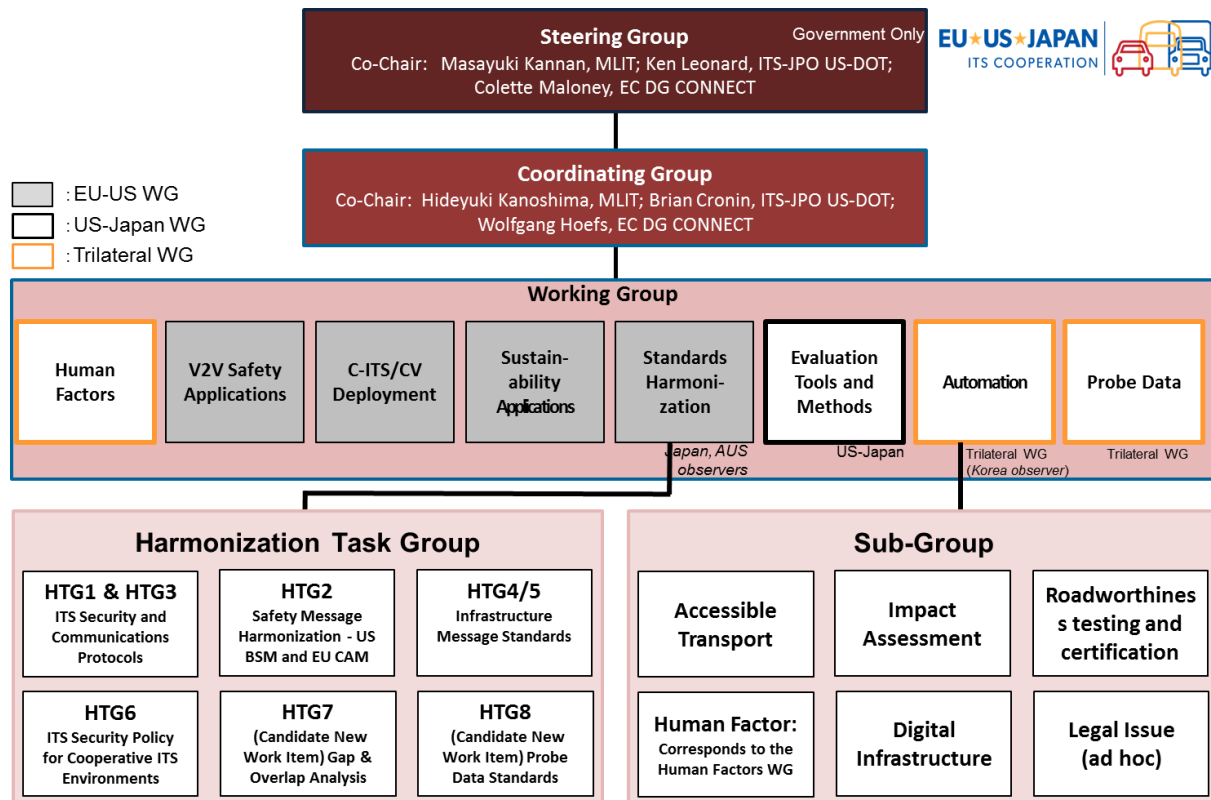 Steering Group
Government Only
Co-Chair: Masayuki Kannan, MLIT; Ken Leonard, ITS-JPO US-DOT;
Colette Maloney, EC DG CONNECT
EU★US★JAPAN
ITS COOPERATION
Coordinating Group
Co-Chair: Hideyuki Kanoshima, MLIT; Brian Cronin, ITS-JPO US-DOT;
Wolfgang Hoefs, EC DG CONNECT
: EU-US WG
: US-Japan WG
: Trilateral WG
Working Group
Human
Factors
V2V Safety
Applications
C-ITS/CV
Deployment
Sustain-
ability
Applications
Standards
Harmoni-
zation
Evaluation
Tools and
Methods
Automation
Probe Data
Japan, AUS
observers
US-Japan
Trilateral WG
(Korea observer)
Trilateral WG
Harmonization Task Group
HTG1 & HTG3
ITS Security and
Communications
Protocols
HTG2
Safety Message
Harmonization - US
BSM and EU CAM
HTG4/5
Infrastructure
Message Standards
HTG6
ITS Security Policy
for Cooperative ITS
Environments
HTG7
(Candidate New
Work Item) Gap &
Overlap Analysis
HTG8
(Candidate New
Work Item) Probe
Data Standards
Sub-Group
Accessible
Transport
Impact
Assessment
Roadworthines
s testing and
certification
Human Factor:
Corresponds to the
Human Factors WG
Digital
Infrastructure
Legal Issue
(ad hoc)